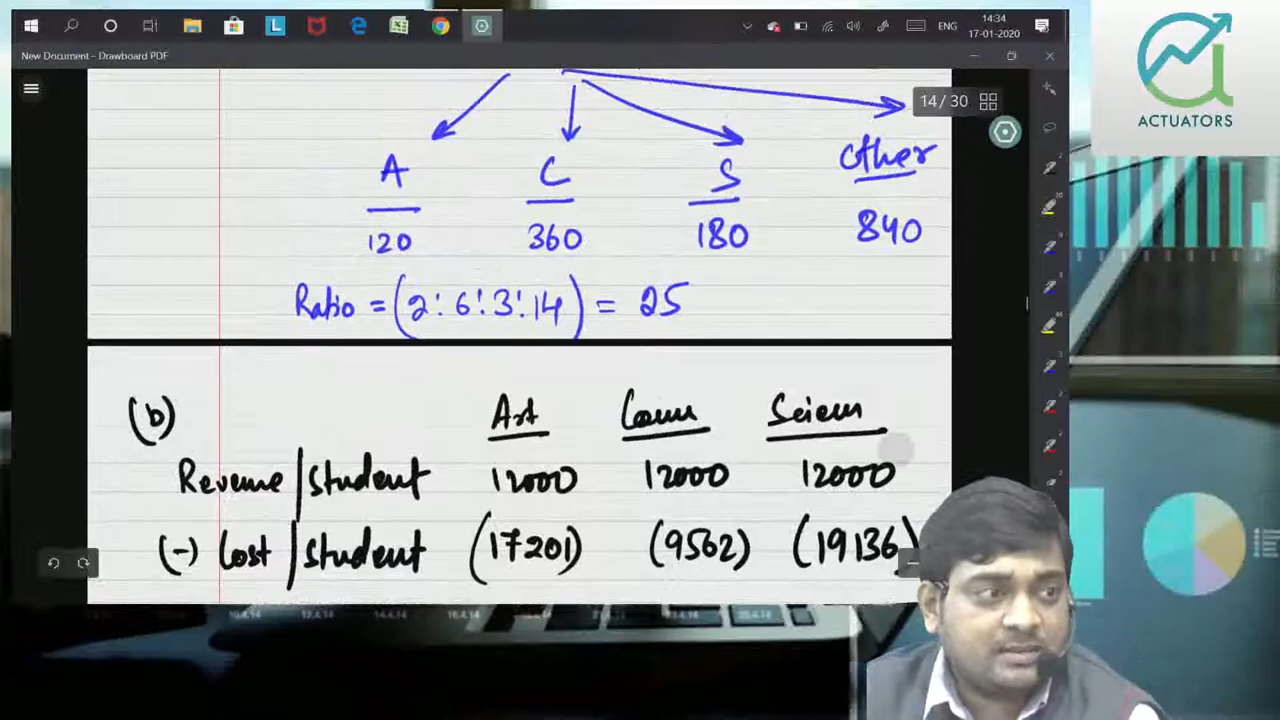 ENG
14:34
17-01-2020
New Document - Drawboard PDF
14 / 30
ACTUATORS
A C S Other
120 360 180 840
Ratio = (2:6:3:14) = 25
(b) Art Comm Scien
Revenue/student 12000 12000 12000
(-) Cost/student (17201) (9562) (19136)